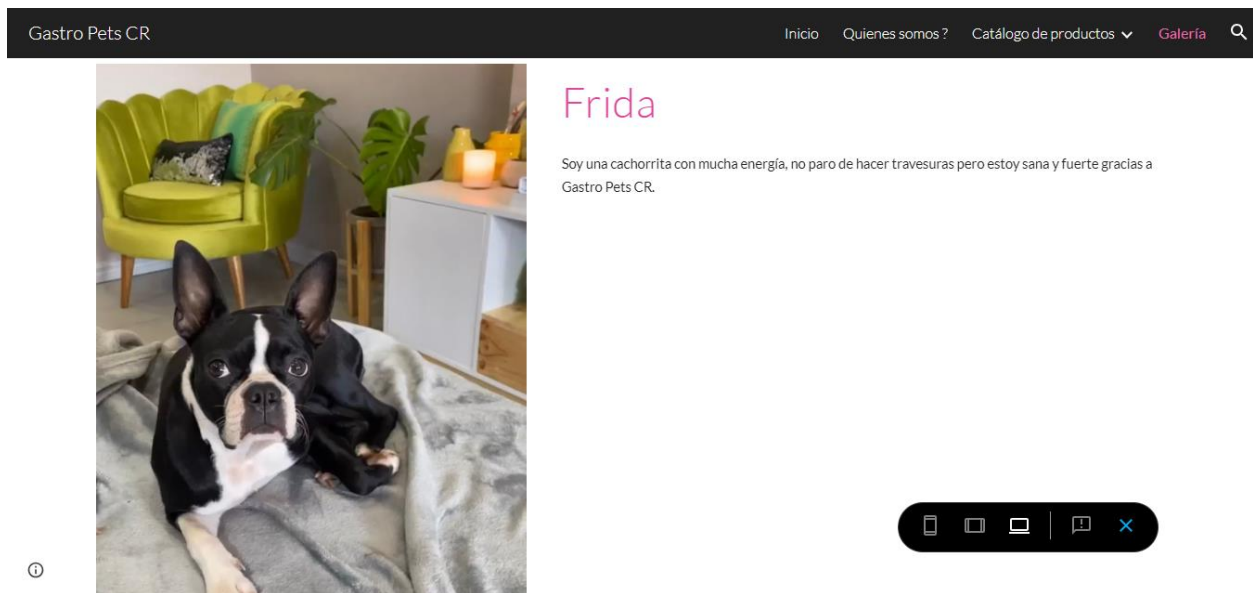 Gastro Pets CR
Inicio Quienes somos ? Catálogo de productos Galería
Frida
Soy una cachorrita con mucha energía, no paro de hacer travesuras pero estoy sana y fuerte gracias a
Gastro Pets CR.